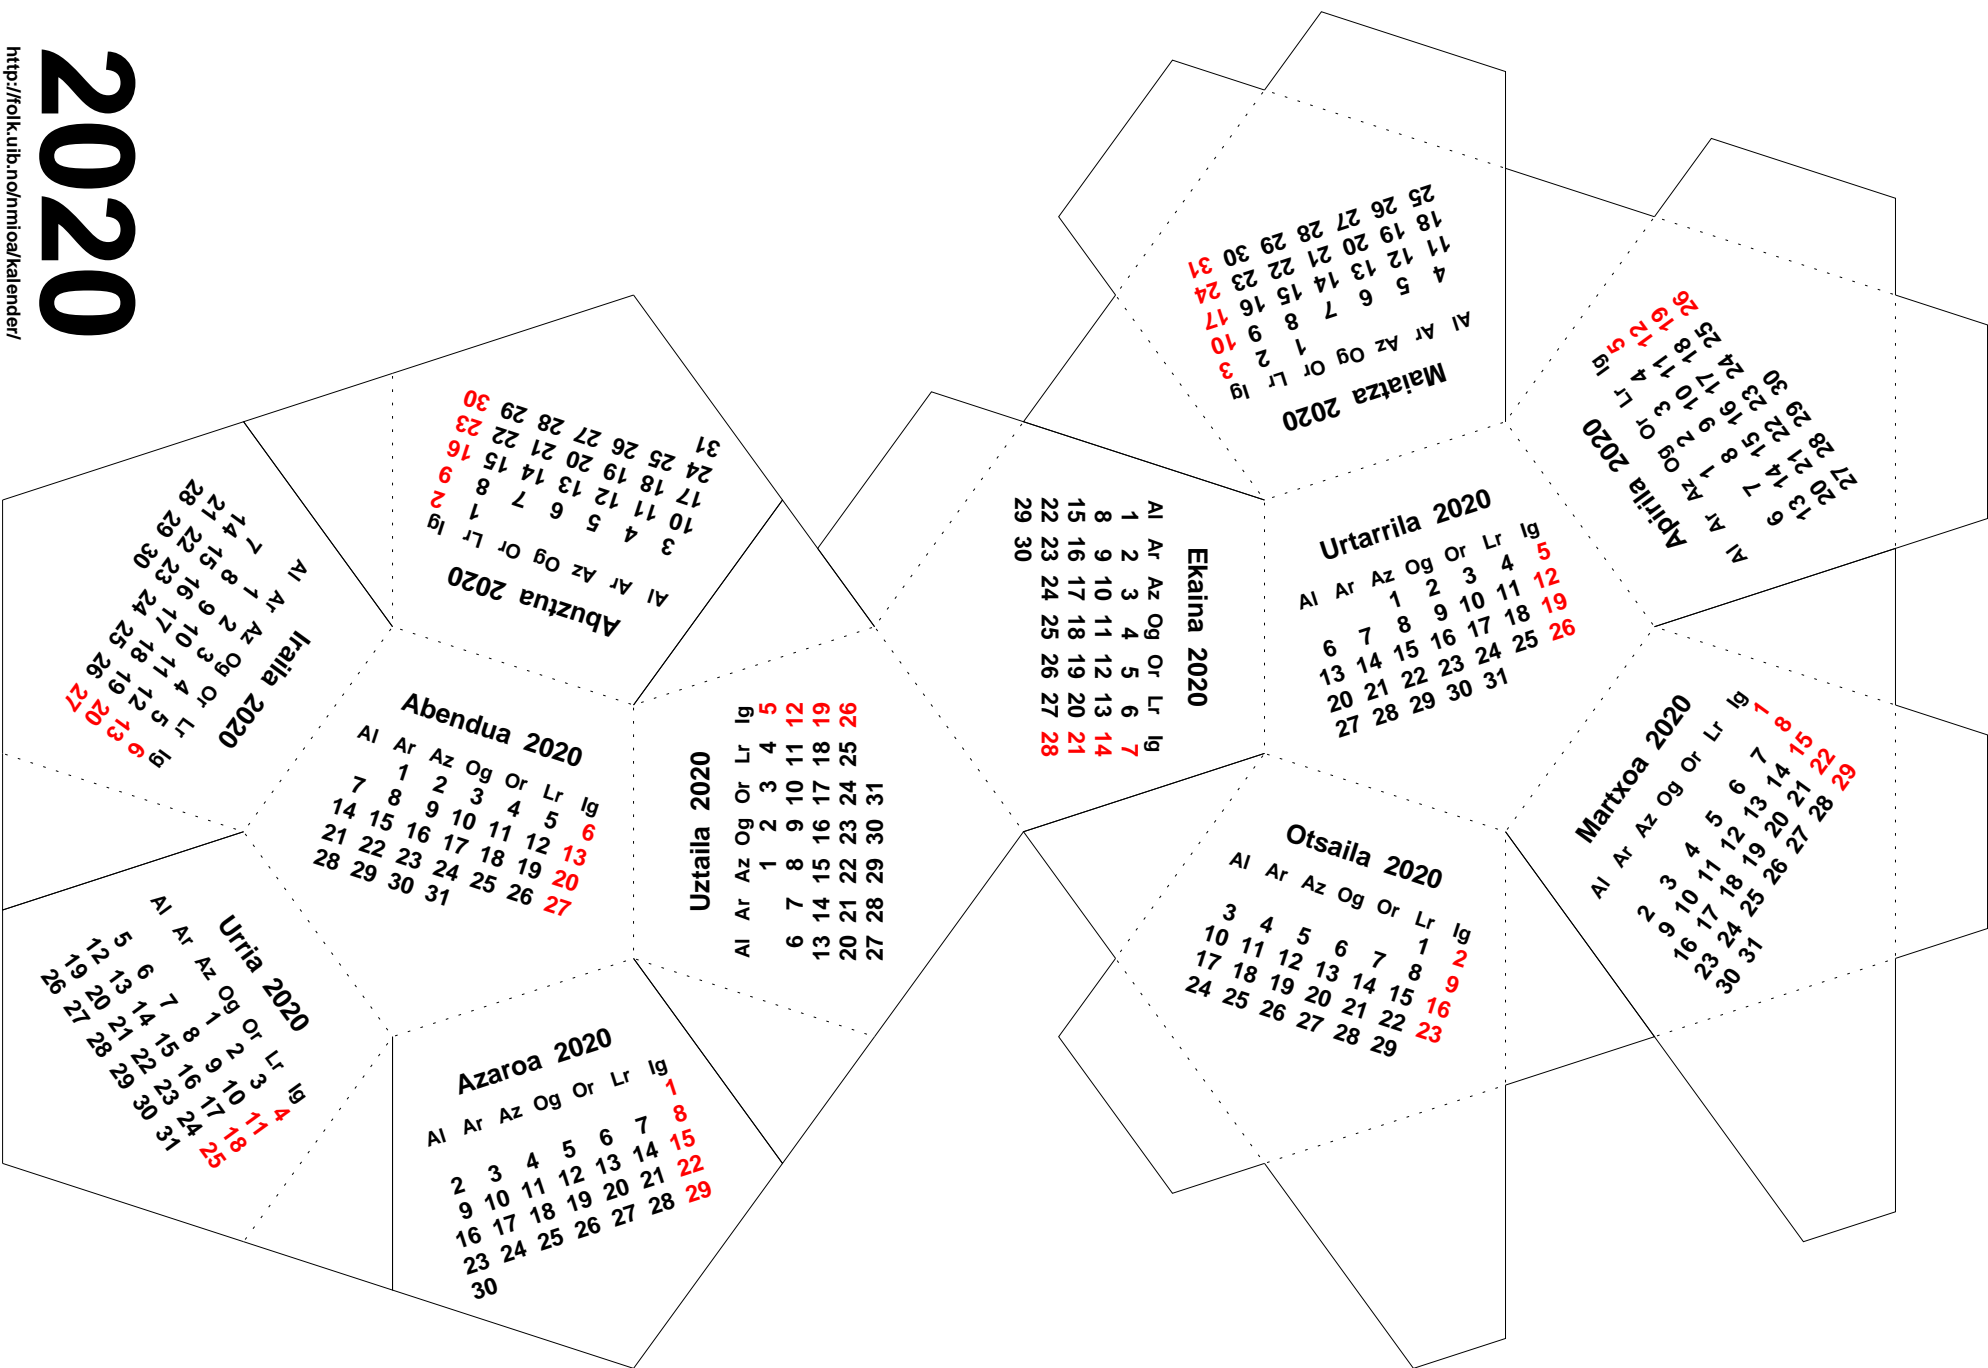 2020
http://folk.uib.no/nmioa/kalender/
Urtarrila 2020
Al Ar Az Og Or Lr Ig
1 2 3 4 5
6 7 8 9 10 11 12
13 14 15 16 17 18 19
20 21 22 23 24 25 26
27 28 29 30 31
Otsaila 2020
Al Ar Az Og Or Lr Ig
1 2
3 4 5 6 7 8 9
10 11 12 13 14 15 16
17 18 19 20 21 22 23
24 25 26 27 28 29
Martxoa 2020
Al Ar Az Og Or Lr Ig
1
2 3 4 5 6 7 8
9 10 11 12 13 14 15
16 17 18 19 20 21 22
23 24 25 26 27 28 29
30 31
Apirila 2020
Al Ar Az Og Or Lr Ig
1 2 3 4 5
6 7 8 9 10 11 12
13 14 15 16 17 18 19
20 21 22 23 24 25 26
27 28 29 30
Maiatza 2020
Al Ar Az Og Or Lr Ig
1 2 3
4 5 6 7 8 9 10
11 12 13 14 15 16 17
18 19 20 21 22 23 24
25 26 27 28 29 30 31
Ekaina 2020
Al Ar Az Og Or Lr Ig
1 2 3 4 5 6 7
8 9 10 11 12 13 14
15 16 17 18 19 20 21
22 23 24 25 26 27 28
29 30
Uztaila 2020
Al Ar Az Og Or Lr Ig
1 2 3 4 5
6 7 8 9 10 11 12
13 14 15 16 17 18 19
20 21 22 23 24 25 26
27 28 29 30 31
Abuztua 2020
Al Ar Az Og Or Lr Ig
1 2
3 4 5 6 7 8 9
10 11 12 13 14 15 16
17 18 19 20 21 22 23
24 25 26 27 28 29 30
31
Iraila 2020
Al Ar Az Og Or Lr Ig
1 2 3 4 5 6
7 8 9 10 11 12 13
14 15 16 17 18 19 20
21 22 23 24 25 26 27
28 29 30
Urria 2020
Al Ar Az Og Or Lr Ig
1 2 3 4
5 6 7 8 9 10 11
12 13 14 15 16 17 18
19 20 21 22 23 24 25
26 27 28 29 30 31
Azaroa 2020
Al Ar Az Og Or Lr Ig
1
2 3 4 5 6 7 8
9 10 11 12 13 14 15
16 17 18 19 20 21 22
23 24 25 26 27 28 29
30
Abendua 2020
Al Ar Az Og Or Lr Ig
1 2 3 4 5 6
7 8 9 10 11 12 13
14 15 16 17 18 19 20
21 22 23 24 25 26 27
28 29 30 31